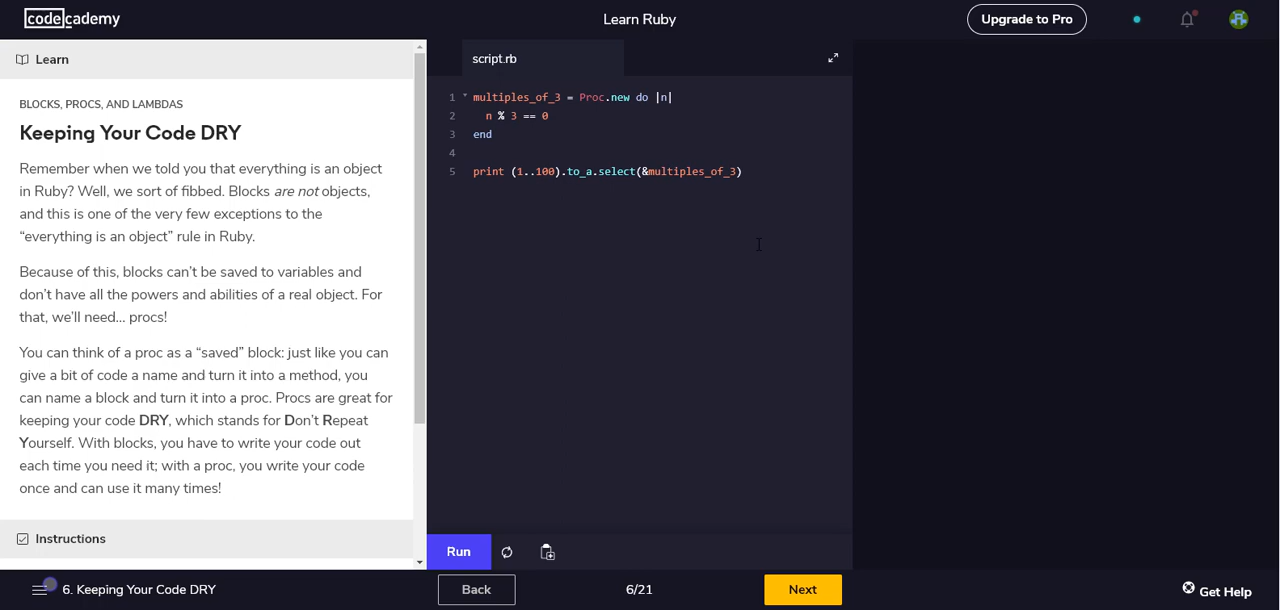 codecademy
Learn Ruby
Upgrade to Pro
Learn
BLOCKS, PROCS, AND LAMBDAS
Keeping Your Code DRY
Remember when we told you that everything is an object
in Ruby? Well, we sort of fibbed. Blocks are not objects,
and this is one of the very few exceptions to the
“everything is an object” rule in Ruby.
Because of this, blocks can’t be saved to variables and
don’t have all the powers and abilities of a real object. For
that, we’ll need… procs!
You can think of a proc as a “saved” block: just like you can
give a bit of code a name and turn it into a method, you
can name a block and turn it into a proc. Procs are great for
keeping your code DRY, which stands for Don’t Repeat
Yourself. With blocks, you have to write your code out
each time you need it; with a proc, you write your code
once and can use it many times!
Instructions
script.rb
1 multiples_of_3 = Proc.new do |n|
2 n % 3 == 0
3 end
4
5 print (1..100).to_a.select(&multiples_of_3)
Run
6. Keeping Your Code DRY
Back
6/21
Next
Get Help